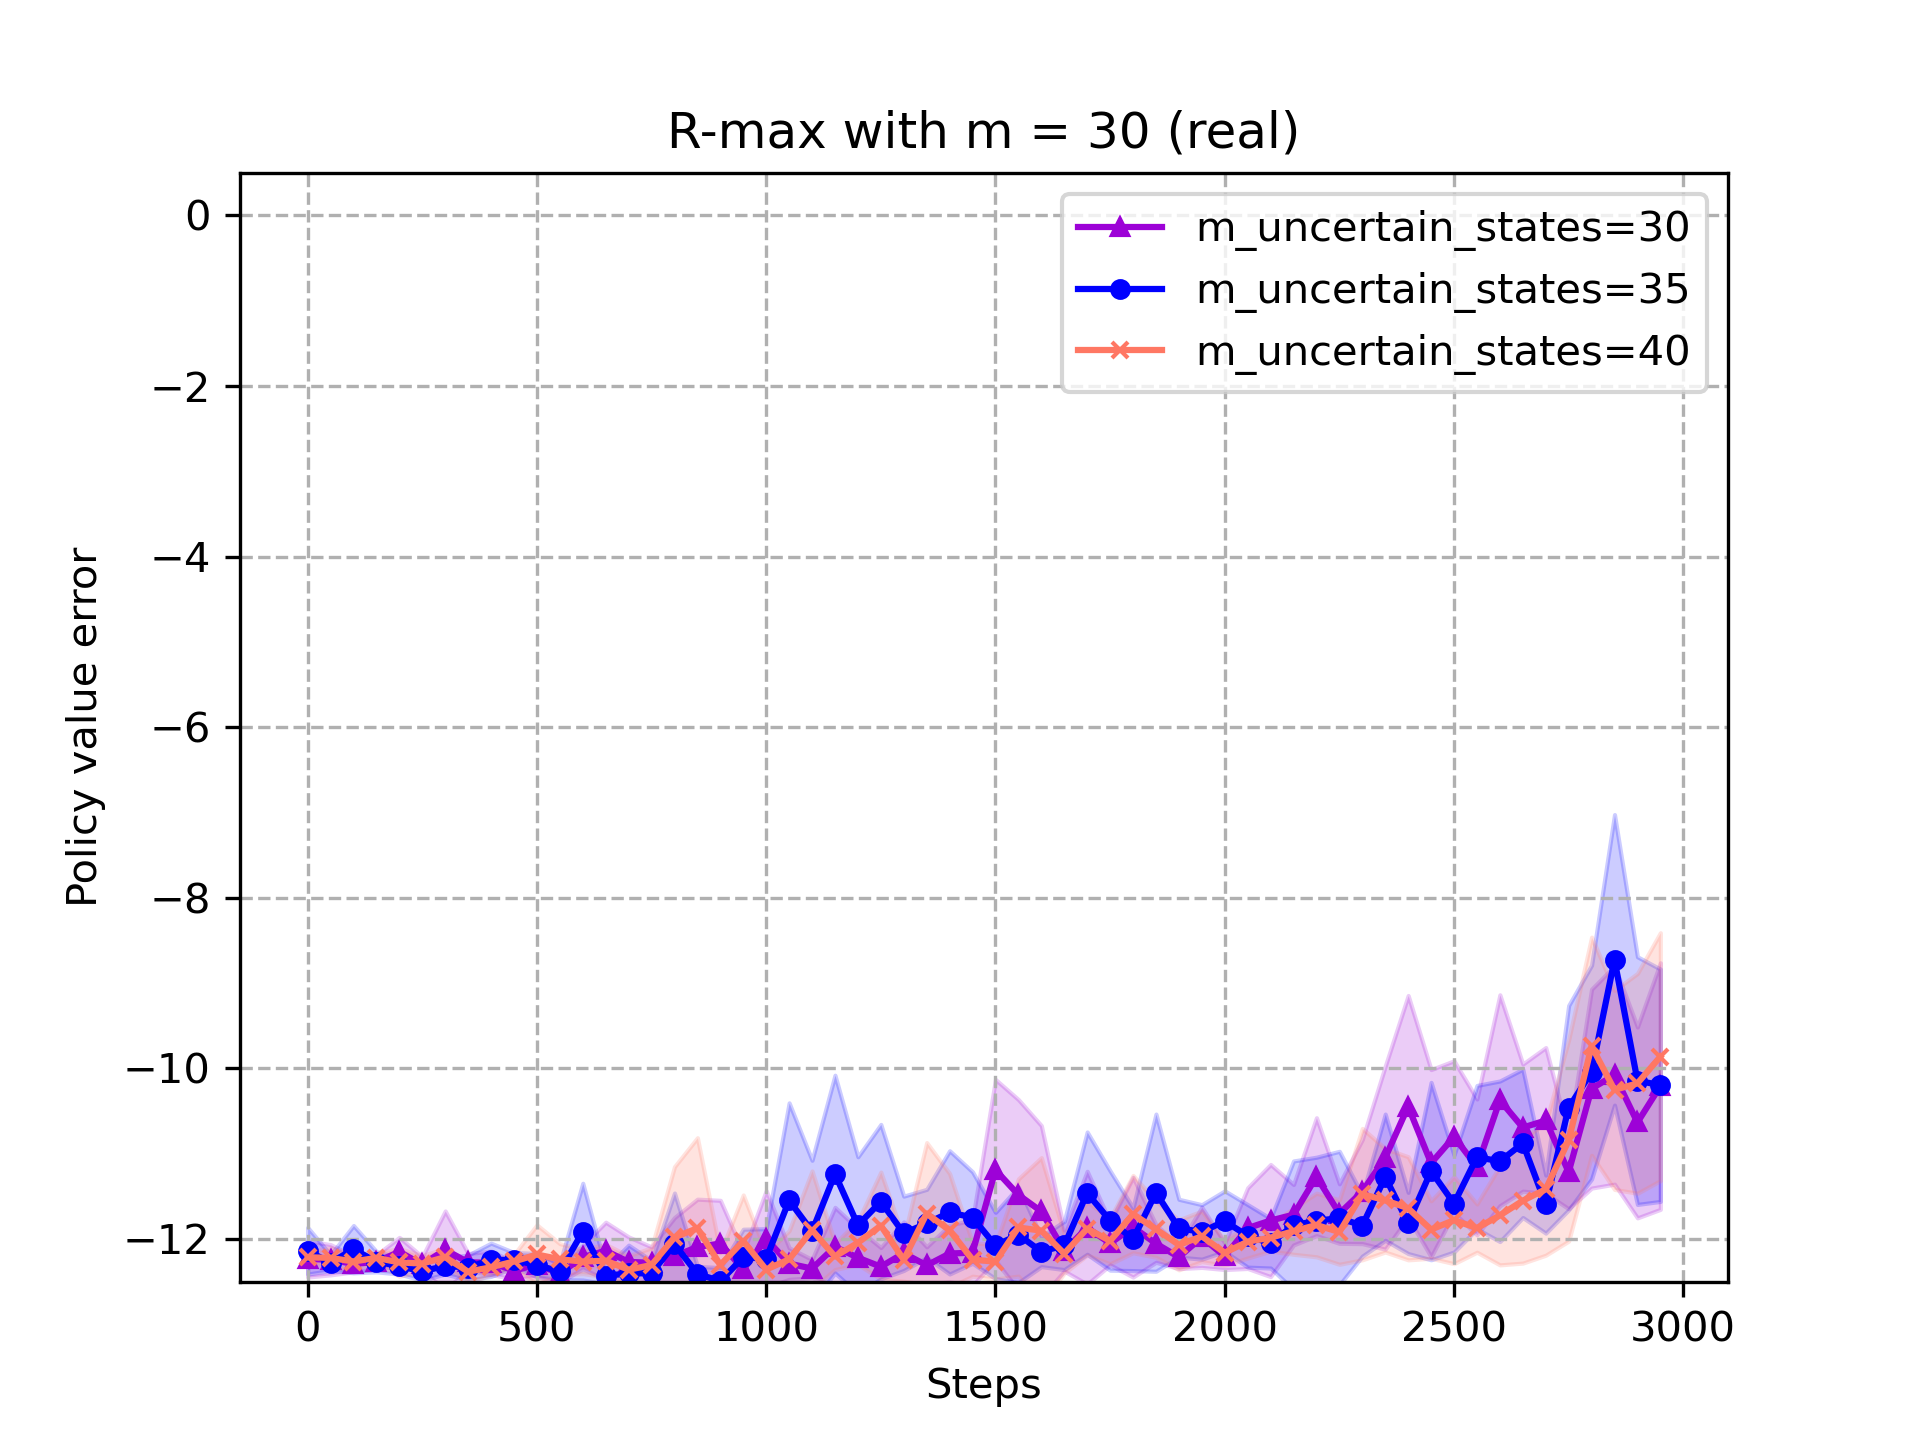 R-max with m = 30 (real)
0
−2
−4
−6
−8
−10
−12
Policy value error
m_uncertain_states=30
m_uncertain_states=35
m_uncertain_states=40
0 500 1000 1500 2000 2500 3000
Steps